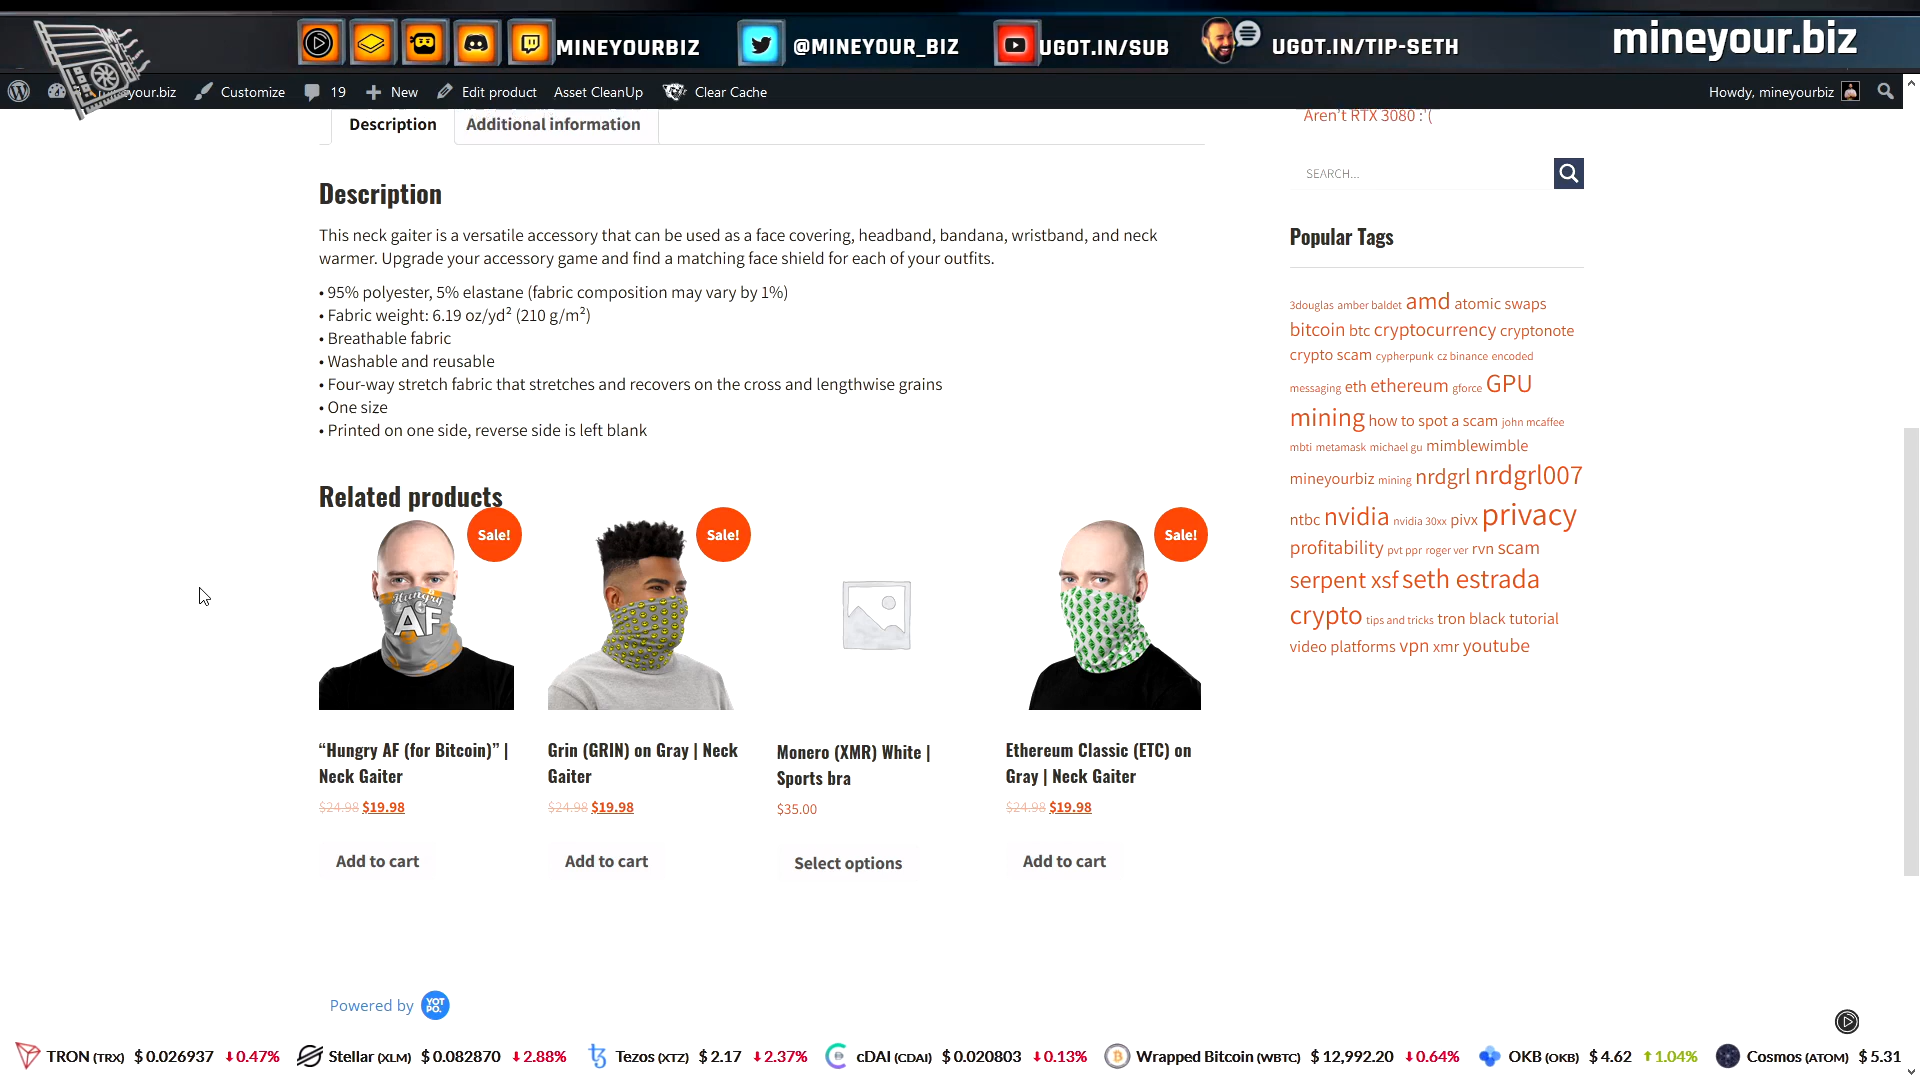 MINEYOURBIZ
@MINEYOUR_BIZ
UGOT.IN/SUB
UGOT.IN/TIP-SETH
mineyour.biz
your.biz
Customize
19
New
Edit product
Asset CleanUp
Clear Cache
Howdy, mineyourbiz
Description
Additional information
Aren't RTX 3080 :'(
SEARCH...
Description
This neck gaiter is a versatile accessory that can be used as a face covering, headband, bandana, wristband, and neck
warmer. Upgrade your accessory game and find a matching face shield for each of your outfits.
• 95% polyester, 5% elastane (fabric composition may vary by 1%)
• Fabric weight: 6.19 oz/yd² (210 g/m²)
• Breathable fabric
• Washable and reusable
• Four-way stretch fabric that stretches and recovers on the cross and lengthwise grains
• One size
• Printed on one side, reverse side is left blank
Popular Tags
3douglas amber baldet amd atomic swaps
bitcoin btc cryptocurrency cryptonote
crypto scam cypherpunk cz binance encoded
messaging eth ethereum gforce GPU
mining how to spot a scam john mcaffee
mbti metamask michael gu mimblewimble
mineyourbiz mining nrdgrl nrdgrl007
ntbc nvidia nvidia 30xx pivx privacy
profitability pvt ppr roger ver rvn scam
serpent xsf seth estrada
crypto tips and tricks tron black tutorial
video platforms vpn xmr youtube
Related products
Sale!
Sale!
Sale!
Hungry
AF
“Hungry AF (for Bitcoin)” |
Neck Gaiter
$24.98 $19.98
Add to cart
Grin (GRIN) on Gray | Neck
Gaiter
$24.98 $19.98
Add to cart
Monero (XMR) White |
Sports bra
$35.00
Select options
Ethereum Classic (ETC) on
Gray | Neck Gaiter
$24.98 $19.98
Add to cart
Powered by YOTPO.
TRON (TRX) $ 0.026937 0.47%
Stellar (XLM) $ 0.082870 2.88%
Tezos (XTZ) $ 2.17 2.37%
cDAI (CDAI) $ 0.020803 0.13%
Wrapped Bitcoin (WBTC) $ 12,992.20 0.64%
OKB (OKB) $ 4.62 1.04%
Cosmos (ATOM) $ 5.31